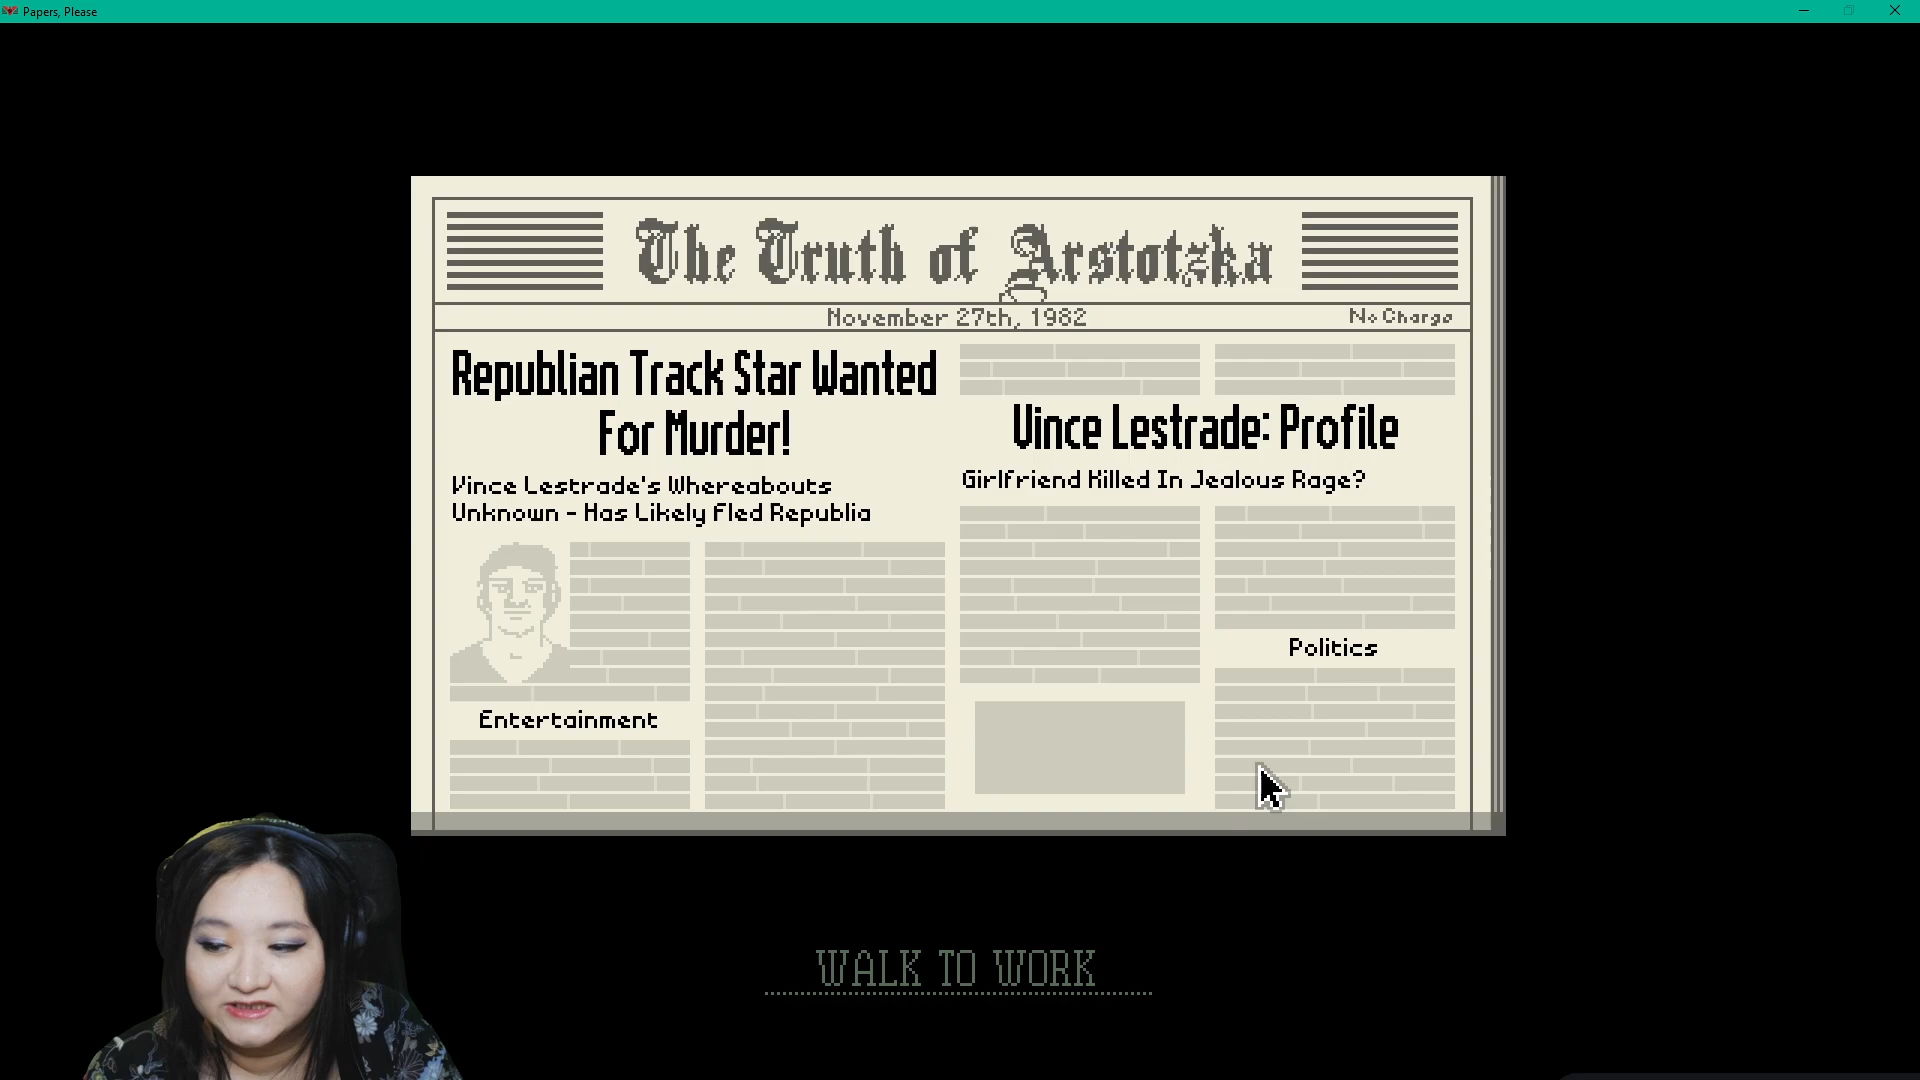 Papers, Please
The Truth of Arstotzka
November 27th, 1982
No Charge
Republian Track Star Wanted
For Murder!
Vince Lestrade's Whereabouts
Unknown - Has Likely Fled Republia
Entertainment
Vince Lestrade: Profile
Girlfriend Killed In Jealous Rage?
Politics
WALK TO WORK